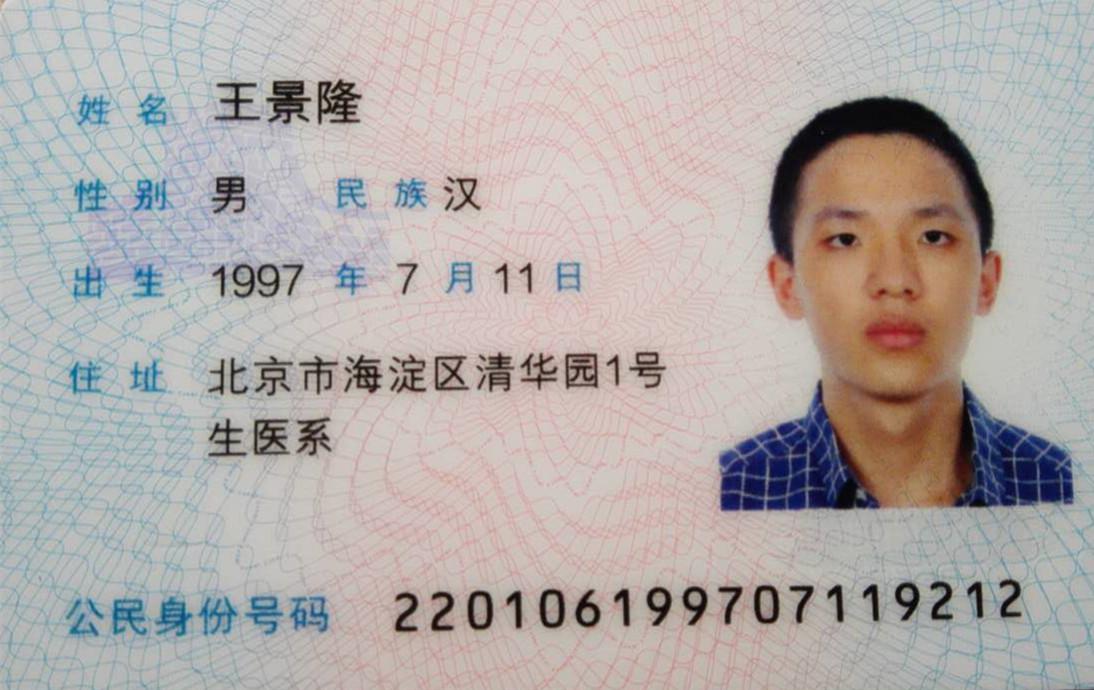 姓名 王景隆
性别 男 民族 汉
出生 1997 年 7 月 11 日
住址 北京市海淀区清华园1号
生医系
公民身份号码 220106199707119212